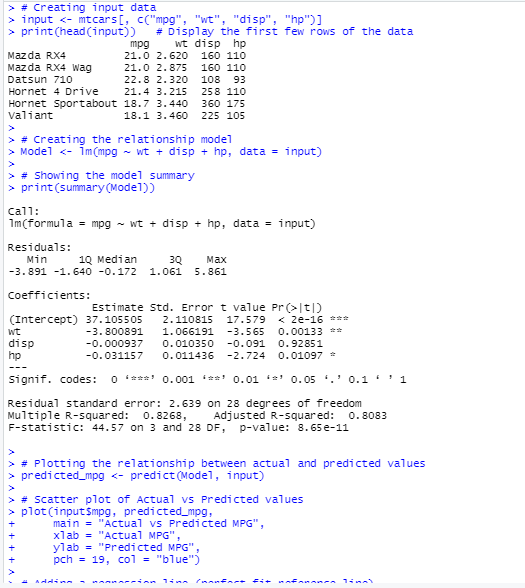 > # Creating input data
> input <- mtcars[, c("mpg", "wt", "disp", "hp")]
> print(head(input))   # Display the first few rows of the data
                   mpg    wt disp  hp
Mazda RX4         21.0 2.620  160 110
Mazda RX4 Wag     21.0 2.875  160 110
Datsun 710        22.8 2.320  108  93
Hornet 4 Drive    21.4 3.215  258 110
Hornet Sportabout 18.7 3.440  360 175
Valiant           18.1 3.460  225 105
>
> # Creating the relationship model
> Model <- lm(mpg ~ wt + disp + hp, data = input)
>
> # Showing the model summary
> print(summary(Model))

Call:
lm(formula = mpg ~ wt + disp + hp, data = input)

Residuals:
   Min     1Q Median     3Q    Max
-3.891 -1.640 -0.172  1.061  5.861

Coefficients:
             Estimate Std. Error t value Pr(>|t|)
(Intercept) 37.105505   2.110815  17.579  < 2e-16 ***
wt          -3.800891   1.066191  -3.565  0.00133 **
disp        -0.000937   0.010350  -0.091  0.92851
hp          -0.031157   0.011436  -2.724  0.01097 *
---
Signif. codes:  0 ‘***’ 0.001 ‘**’ 0.01 ‘*’ 0.05 ‘.’ 0.1 ‘ ’ 1

Residual standard error: 2.639 on 28 degrees of freedom
Multiple R-squared:  0.8268,    Adjusted R-squared:  0.8083
F-statistic: 44.57 on 3 and 28 DF,  p-value: 8.65e-11

>
> # Plotting the relationship between actual and predicted values
> predicted_mpg <- predict(Model, input)
>
> # Scatter plot of Actual vs Predicted values
> plot(input$mpg, predicted_mpg,
+      main = "Actual vs Predicted MPG",
+      xlab = "Actual MPG",
+      ylab = "Predicted MPG",
+      pch = 19, col = "blue")
>
> # Adding a regression line (perfect fit reference line)